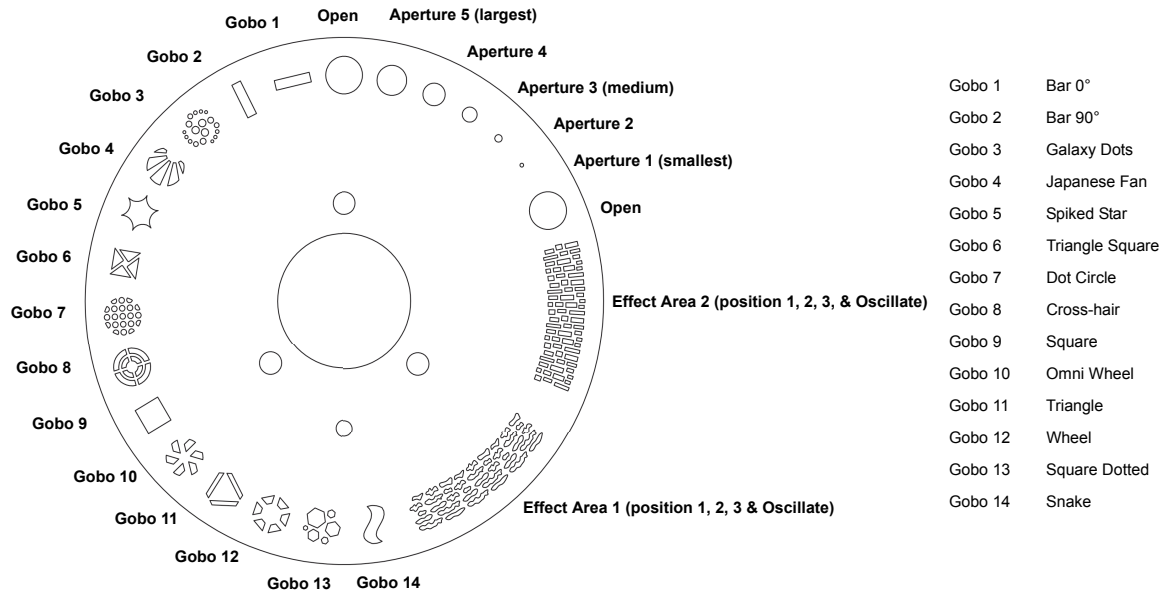 Open
Aperture 5 (largest)
Gobo 1
Gobo 2
Aperture 4
Gobo 3
Aperture 3 (medium)
Gobo 4
Aperture 2
Aperture 1 (smallest)
Gobo 5
Open
Gobo 6
Gobo 7
Effect Area 2 (position 1, 2, 3, & Oscillate)
Gobo 8
Gobo 9
Gobo 10
Gobo 11
Effect Area 1 (position 1, 2, 3 & Oscillate)
Gobo 12
Gobo 13
Gobo 14
Gobo 1 Bar 0°
Gobo 2 Bar 90°
Gobo 3 Galaxy Dots
Gobo 4 Japanese Fan
Gobo 5 Spiked Star
Gobo 6 Triangle Square
Gobo 7 Dot Circle
Gobo 8 Cross-hair
Gobo 9 Square
Gobo 10 Omni Wheel
Gobo 11 Triangle
Gobo 12 Wheel
Gobo 13 Square Dotted
Gobo 14 Snake